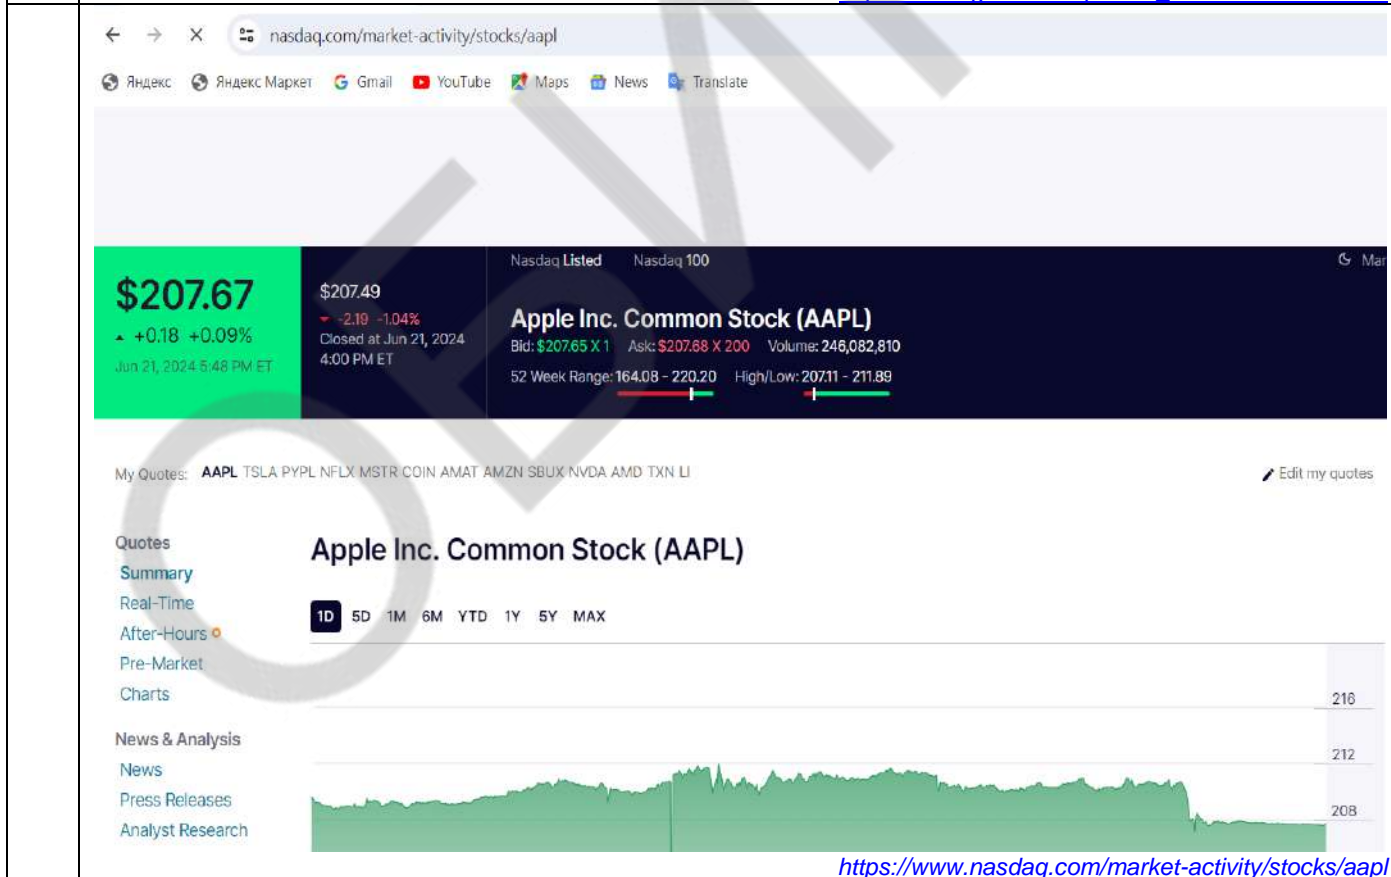 nasdaq.com/market-activity/stocks/aapl
Яндекс Яндекс Маркет Gmail YouTube Maps News Translate
Nasdaq Listed Nasdaq 100
Mar
$207.67
+0.18 +0.09%
Jun 21, 2024 5:48 PM ET
$207.49
-2.19 -1.04%
Closed at Jun 21, 2024
4:00 PM ET
Apple Inc. Common Stock (AAPL)
Bid: $207.65 X 1 Ask: $207.68 X 200 Volume: 246,082,810
52 Week Range: 164.08 - 220.20 High/Low: 207.11 - 211.89
My Quotes: AAPL TSLA PYPL NFLX MSTR COIN AMAT AMZN SBUX NVDA AMD TXN LI
Edit my quotes
Quotes
Summary
Real-Time
After-Hours
Pre-Market
Charts
News & Analysis
News
Press Releases
Analyst Research
Apple Inc. Common Stock (AAPL)
1D 5D 1M 6M YTD 1Y 5Y MAX
216
212
208
https://www.nasdaq.com/market-activity/stocks/aapl